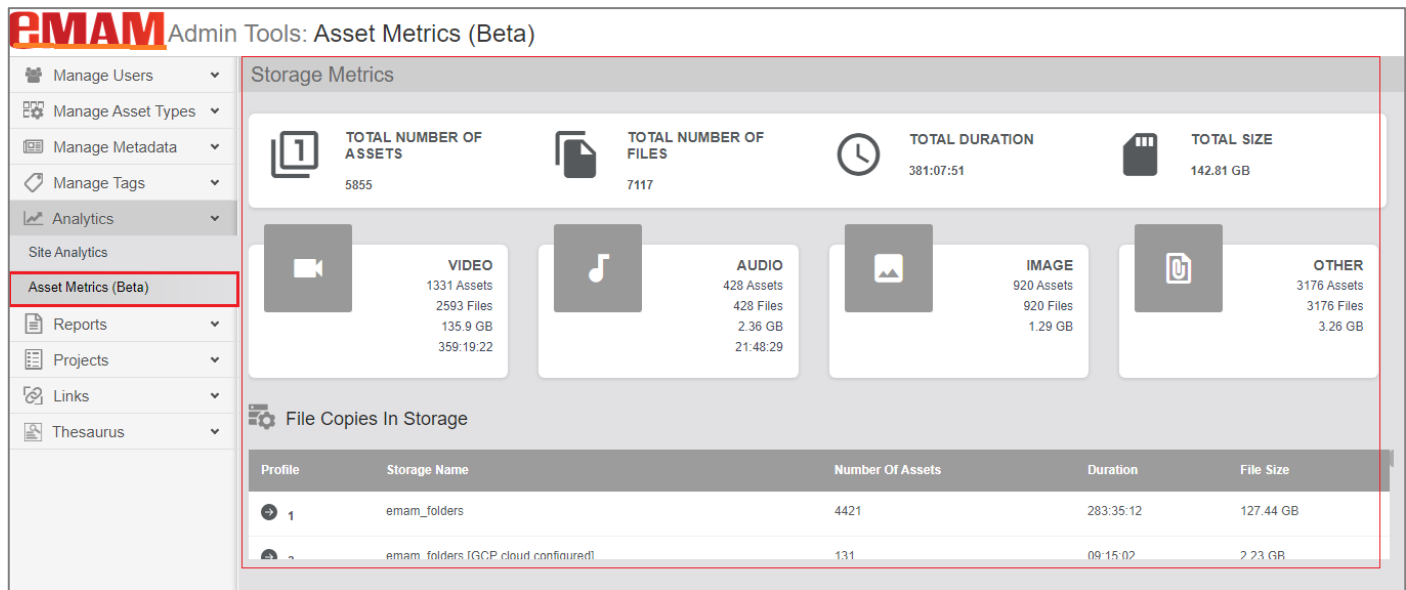 eMAM Admin Tools: Asset Metrics (Beta)
Manage Users
Manage Asset Types
Manage Metadata
Manage Tags
Analytics
Site Analytics
Asset Metrics (Beta)
Reports
Projects
Links
Thesaurus
Storage Metrics
1
TOTAL NUMBER OF
ASSETS
5855
TOTAL NUMBER OF
FILES
7117
TOTAL DURATION
381:07:51
TOTAL SIZE
142.81 GB
VIDEO
1331 Assets
2593 Files
135.9 GB
359:19:22
AUDIO
428 Assets
428 Files
2.36 GB
21:48:29
IMAGE
920 Assets
920 Files
1.29 GB
OTHER
3176 Assets
3176 Files
3.26 GB
File Copies In Storage
Profile Storage Name Number Of Assets Duration File Size
1 emam_folders 4421 283:35:12 127.44 GB
emam_folders [GCP cloud configured] 131 09:15:02 2.23 GB